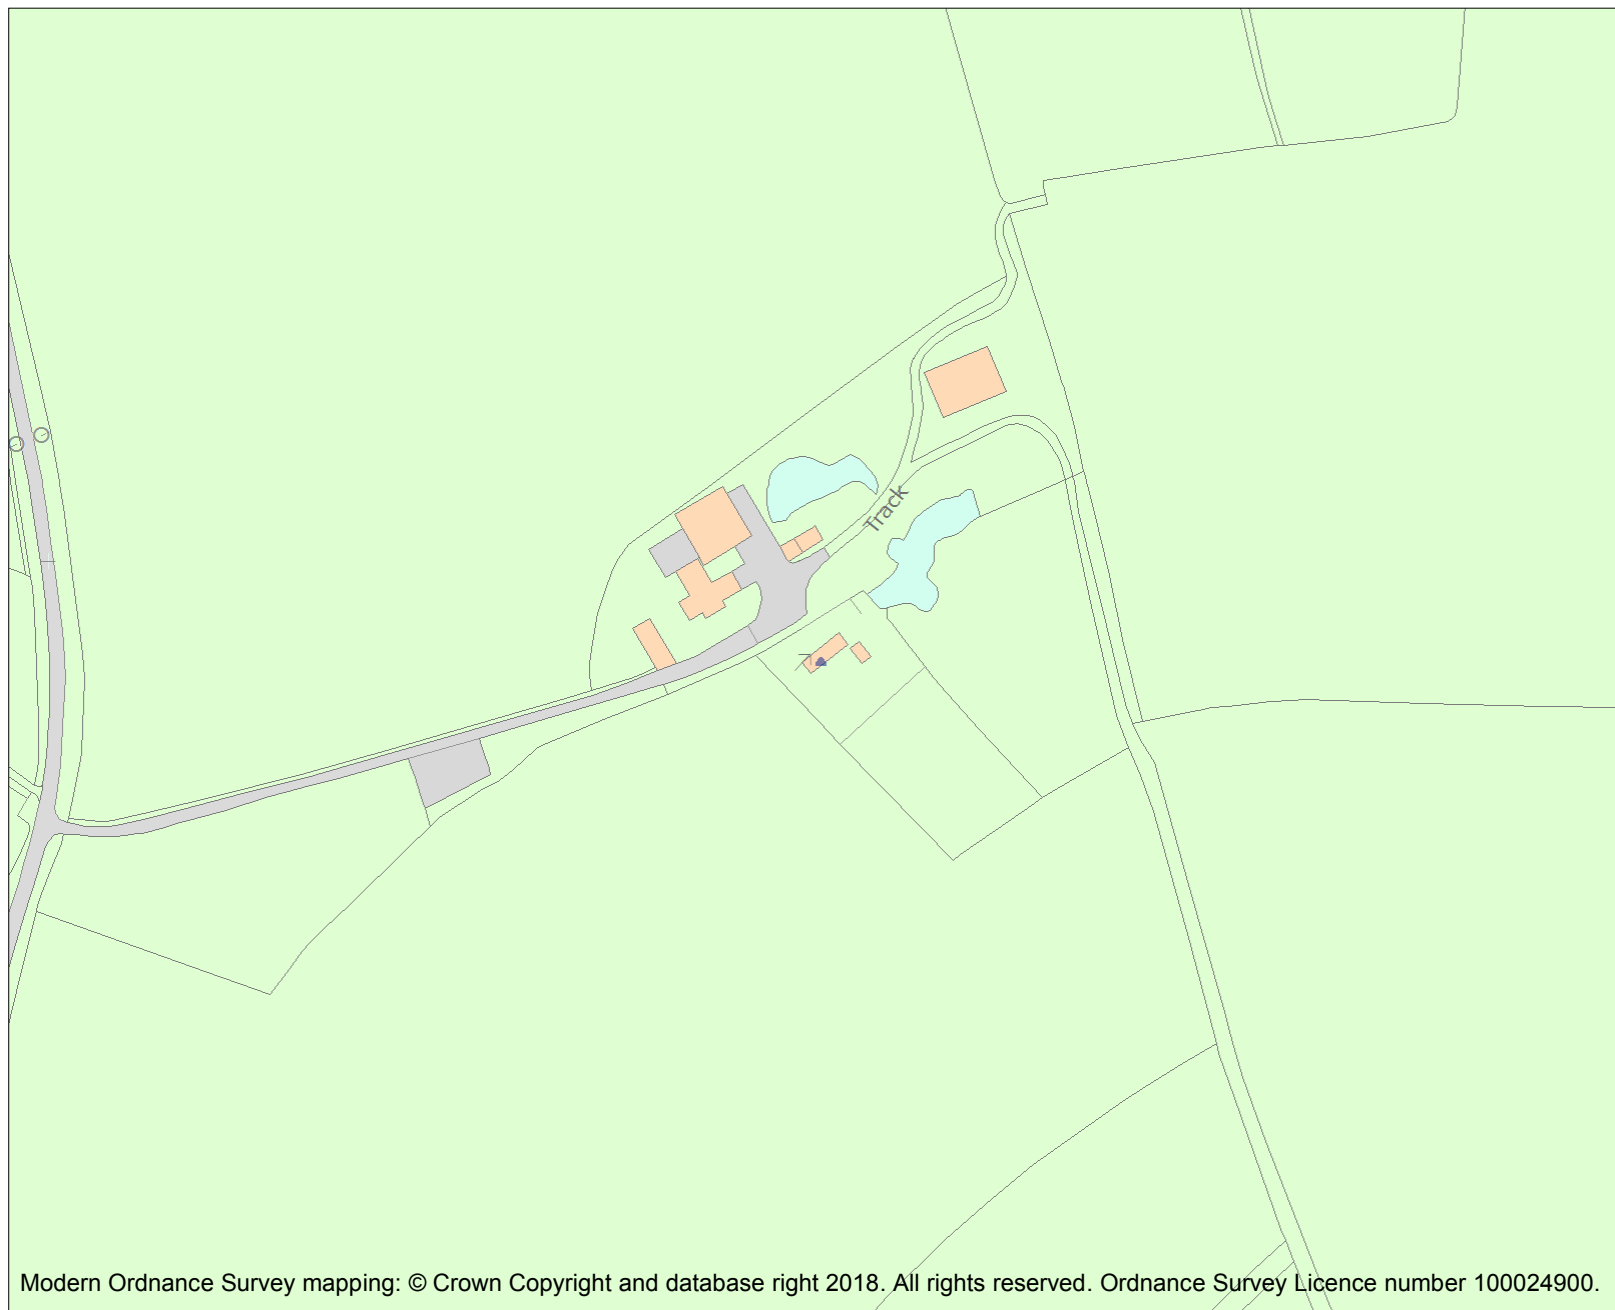 Track
Modern Ordnance Survey mapping: © Crown Copyright and database right 2018. All rights reserved. Ordnance Survey Licence number 100024900.